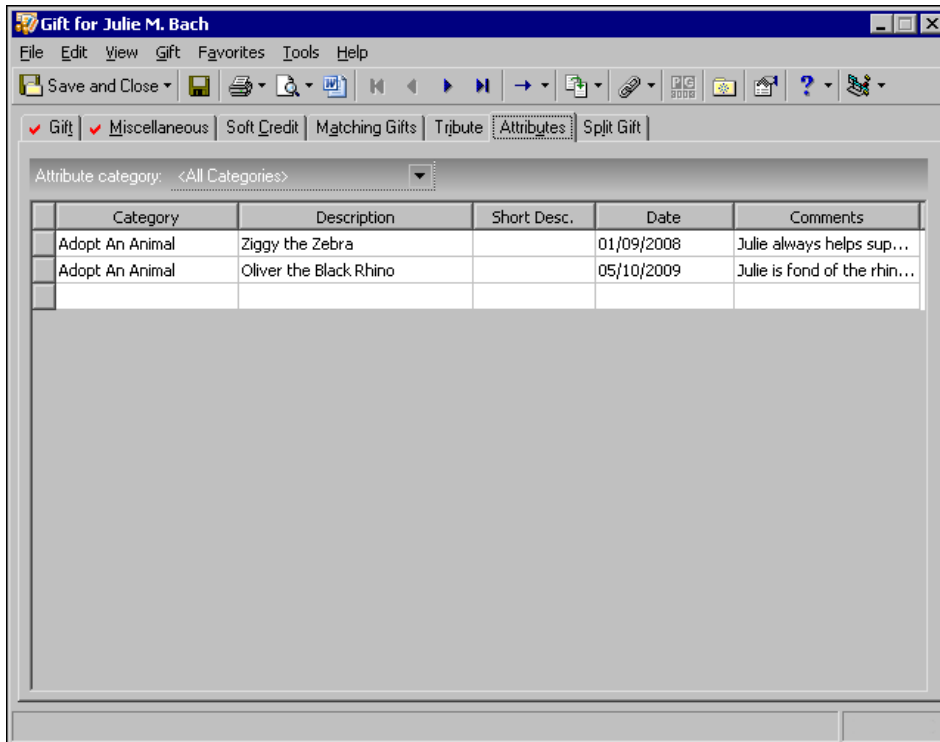 Gift for Julie M. Bach
File Edit View Gift Favorites Tools Help
Save and Close
Gift Miscellaneous Soft Credit Matching Gifts Tribute Attributes Split Gift
Attribute category: <All Categories>
Category Description Short Desc. Date Comments
Adopt An Animal Ziggy the Zebra 01/09/2008 Julie always helps sup...
Adopt An Animal Oliver the Black Rhino 05/10/2009 Julie is fond of the rhin...